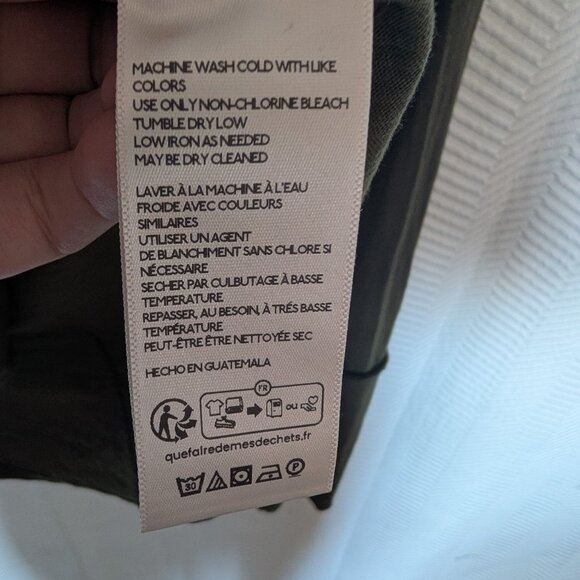 MACHINE WASH COLD WITH LIKE
COLORS
USE ONLY NON-CHLORINE BLEACH
TUMBLE DRY LOW
LOW IRON AS NEEDED
MAY BE DRY CLEANED
LAVER À LA MACHINE À L'EAU
FROIDE AVEC COULEURS
SIMILAIRES
UTILISER UN AGENT
DE BLANCHIMENT SANS CHLORE SI
NÉCESSAIRE
SECHER PAR CULBUTAGE À BASSE
TEMPERATURE
REPASSER, AU BESOIN, À TRÉS BASSE
TEMPÉRATURE
PEUT-ÊTRE ÊTRE NETTOYÉE SEC
HECHO EN GUATEMALA
FR
OU
quefairedemesdechets.fr
30
P